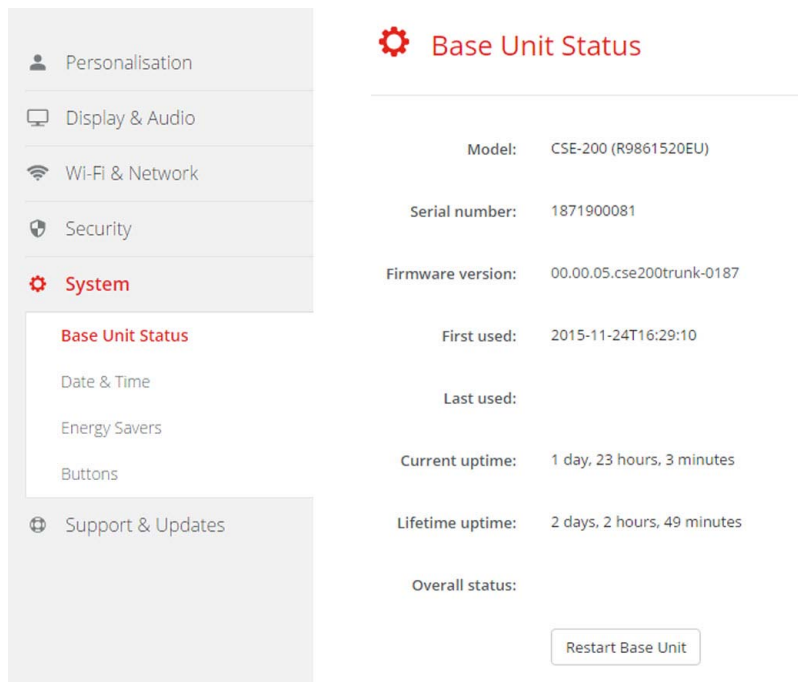 Personalisation
Display & Audio
Wi-Fi & Network
Security
System
Base Unit Status
Date & Time
Energy Savers
Buttons
Support & Updates
Base Unit Status
Model: CSE-200 (R9861520EU)
Serial number: 1871900081
Firmware version: 00.00.05.cse200trunk-0187
First used: 2015-11-24T16:29:10
Last used:
Current uptime: 1 day, 23 hours, 3 minutes
Lifetime uptime: 2 days, 2 hours, 49 minutes
Overall status:
Restart Base Unit